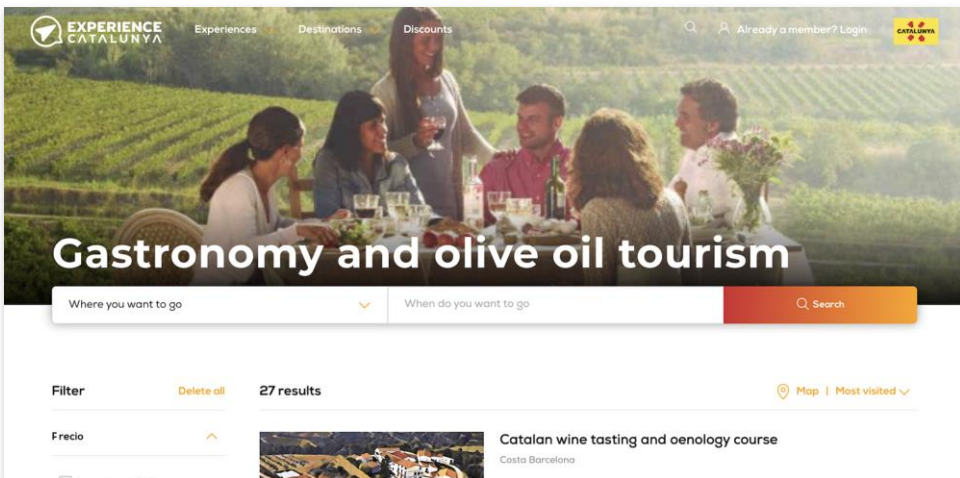 EXPERIENCE
CATALUNYA
Experiences
Destinations
Discounts
Already a member? Login
CATALUNYA
Gastronomy and olive oil tourism
Where you want to go
When do you want to go
Search
Filter
Delete all
27 results
Map | Most visited
Precio
Catalan wine tasting and oenology course
Costa Barcelona